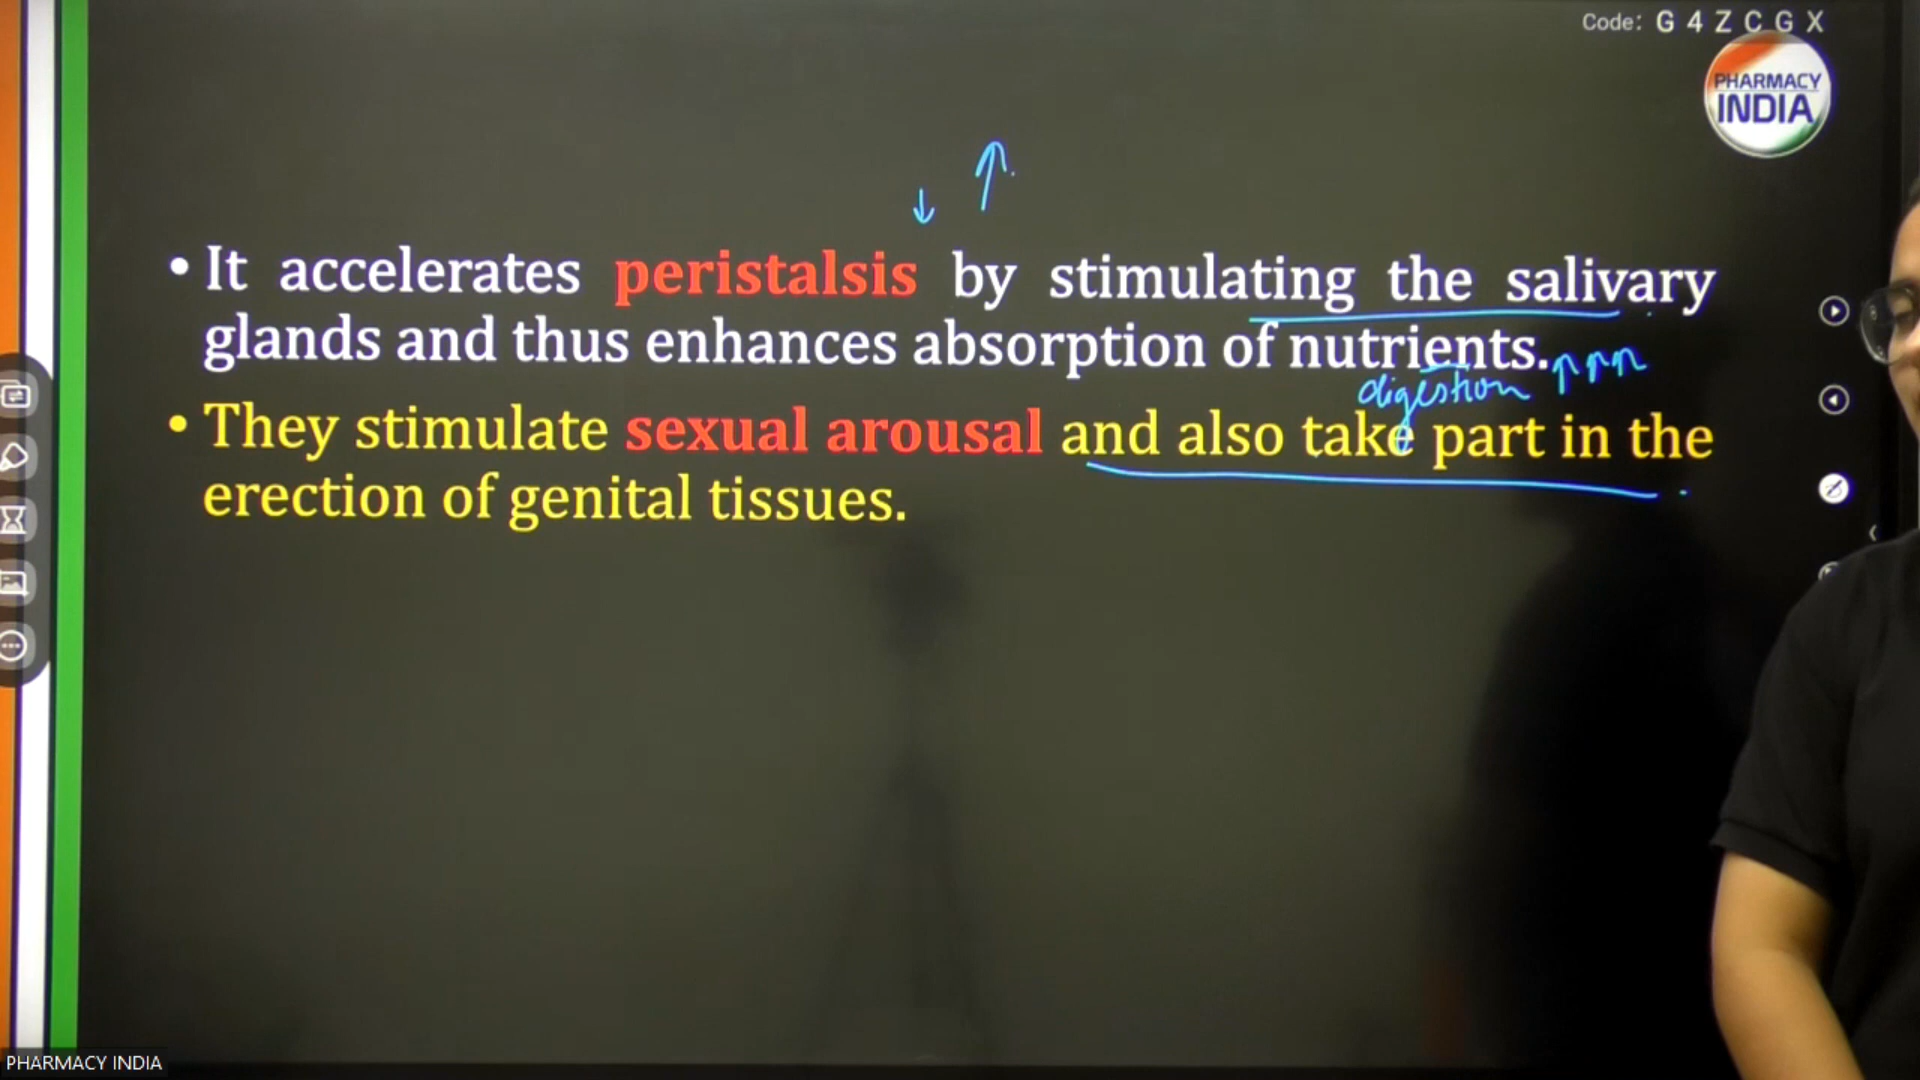 Code: G 4 Z C G X
PHARMACY
INDIA
↓ ↑
• It accelerates peristalsis by stimulating the salivary
glands and thus enhances absorption of nutrients.
digestion ↑↑↑
• They stimulate sexual arousal and also take part in the
erection of genital tissues.
PHARMACY INDIA